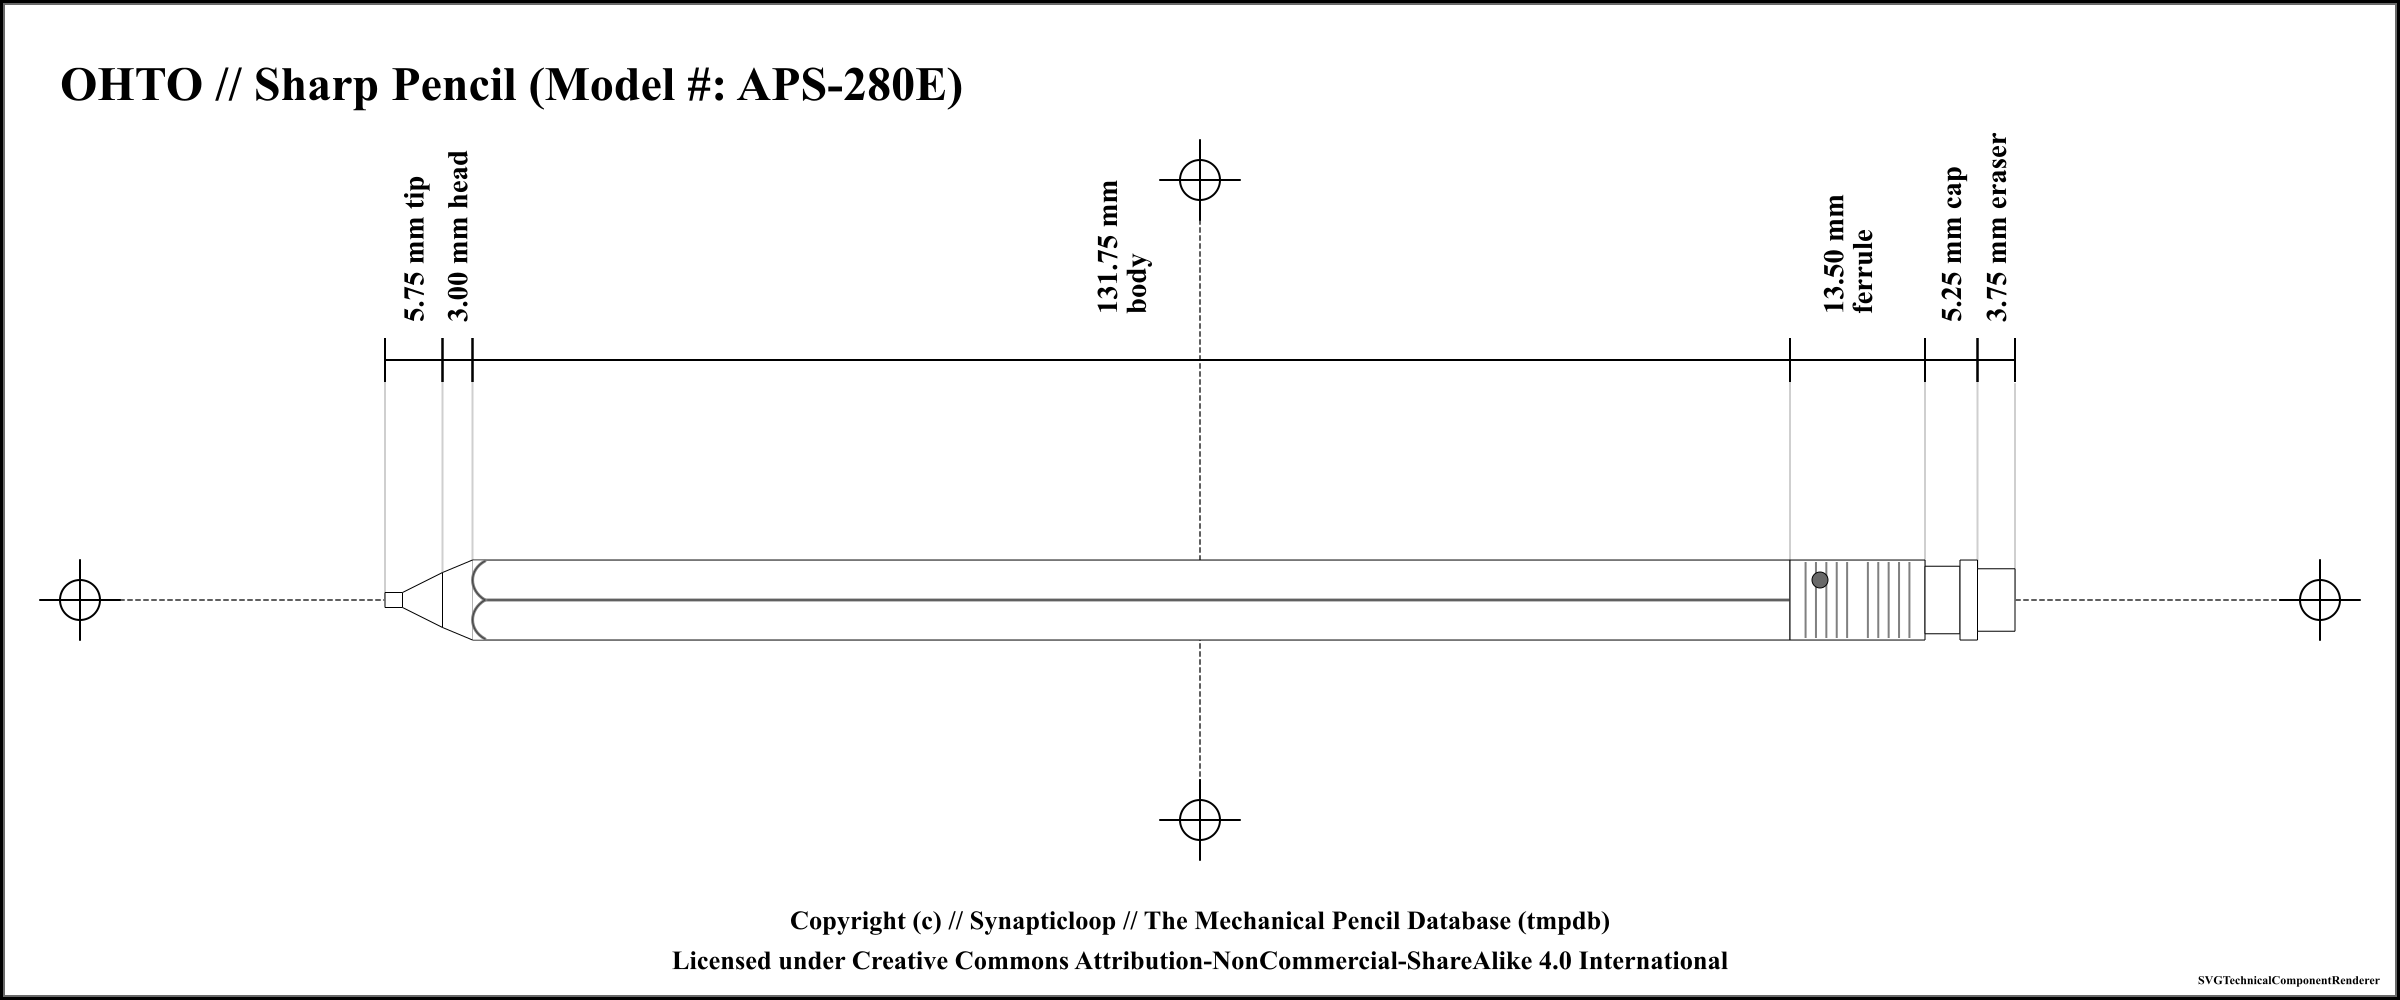 OHTO // Sharp Pencil (Model #: APS-280E)
5.75 mm tip
3.00 mm head
131.75 mm
body
13.50 mm
ferrule
5.25 mm cap
3.75 mm eraser
Copyright (c) // Synapticloop // The Mechanical Pencil Database (tmpdb)
Licensed under Creative Commons Attribution-NonCommercial-ShareAlike 4.0 International
SVGTechnicalComponentRenderer